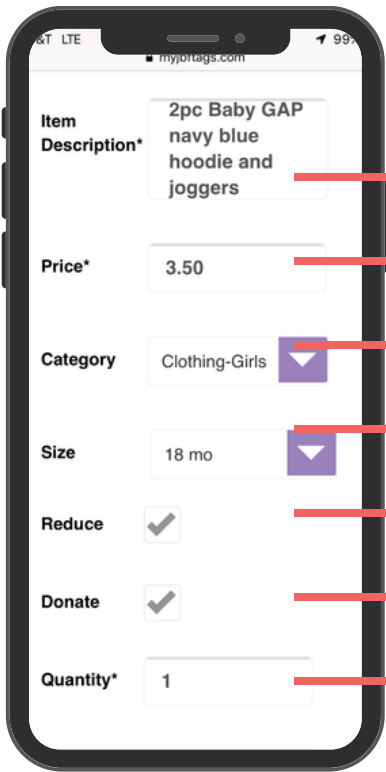 &T LTE 99%
myjbftags.com
Item
Description*
2pc Baby GAP
navy blue
hoodie and
joggers
Price*
3.50
Category
Clothing-Girls
Size
18 mo
Reduce
Donate
Quantity*
1